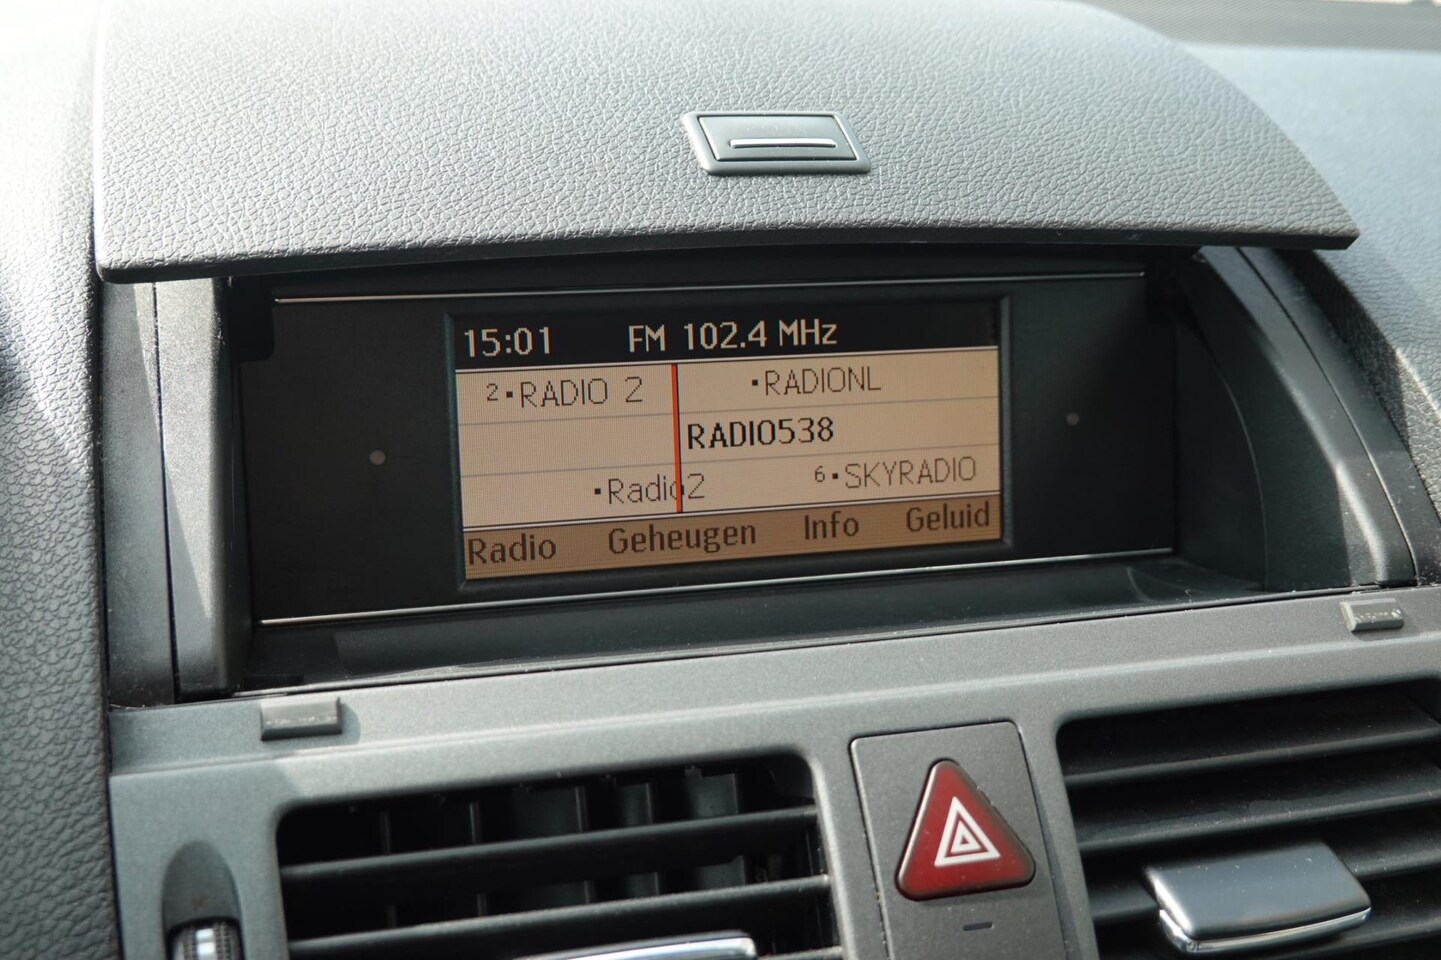 15:01 FM 102.4 MHz
2▪RADIO 2 ▪RADIONL
RADIO538
▪Radio2 6▪SKYRADIO
Radio Geheugen Info Geluid